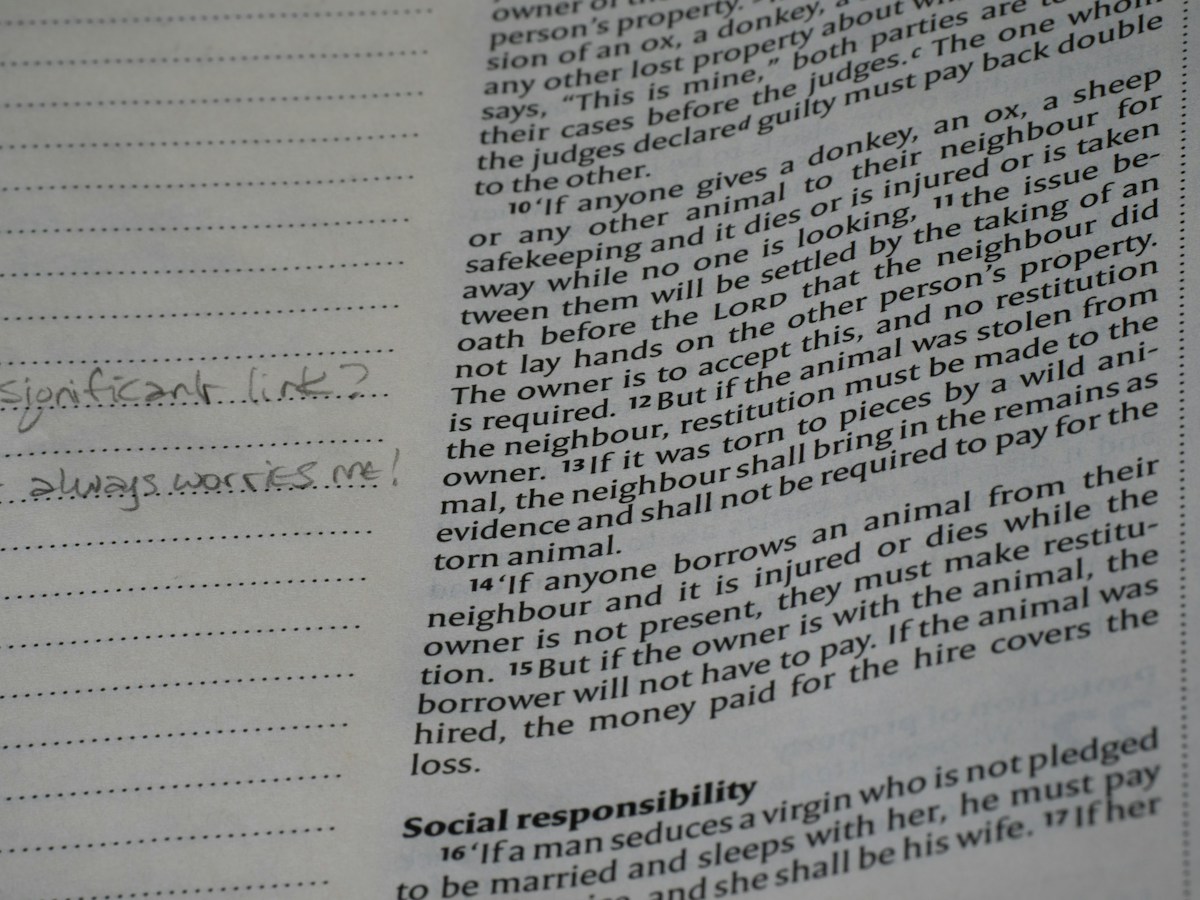 significant link?
always worries me!
owner of
person's property.
sion of an ox, a donkey,
any other lost property about
says, "This is mine," both parties are
their cases before the judges.c The one whom
the judges declaredd guilty must pay back double
to the other.
10 'If anyone gives a donkey, an ox, a sheep
or any other animal to their neighbour for
safekeeping and it dies or is injured or is taken
away while no one is looking, 11 the issue be-
tween them will be settled by the taking of an
oath before the LORD that the neighbour did
not lay hands on the other person's property.
The owner is to accept this, and no restitution
is required. 12 But if the animal was stolen from
the neighbour, restitution must be made to the
owner. 13 If it was torn to pieces by a wild ani-
mal, the neighbour shall bring in the remains as
evidence and shall not be required to pay for the
torn animal.
14 'If anyone borrows an animal from their
neighbour and it is injured or dies while the
owner is not present, they must make restitu-
tion. 15 But if the owner is with the animal, the
borrower will not have to pay. If the animal was
hired, the money paid for the hire covers the
loss.
Social responsibility
16 'If a man seduces a virgin who is not pledged
to be married and sleeps with her, he must pay
and she shall be his wife. 17 If her